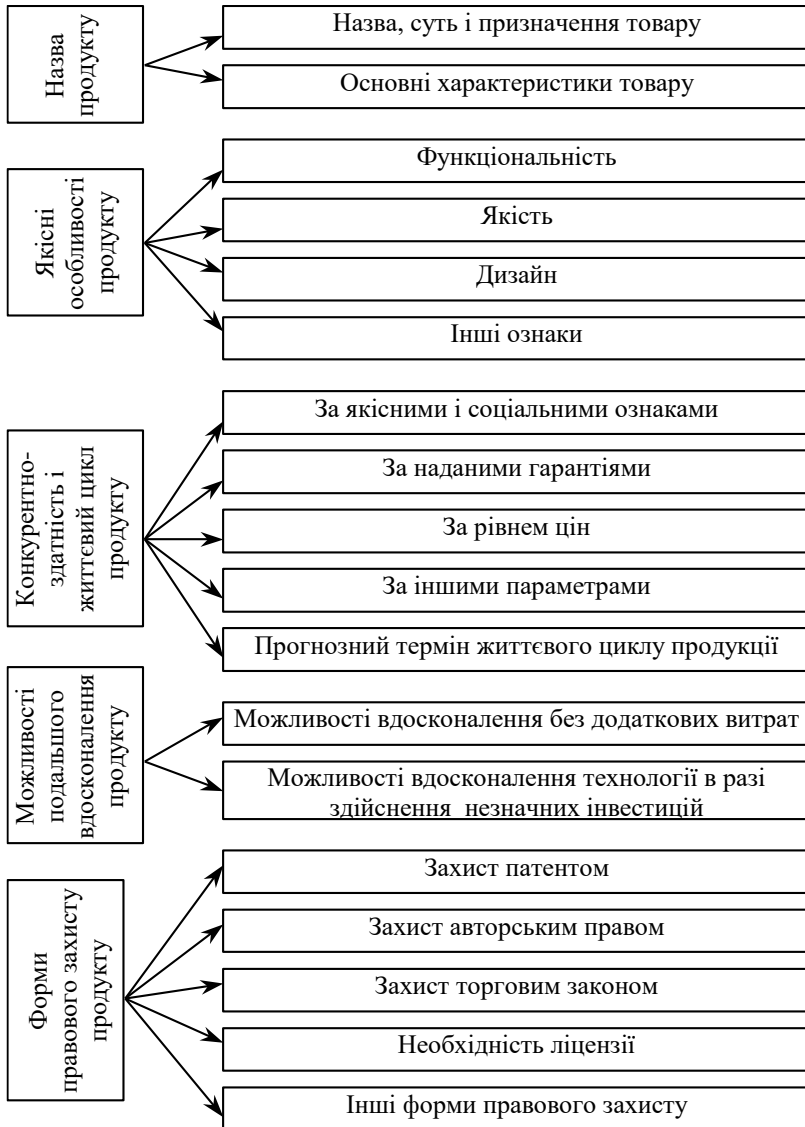 Назва
продукту
Назва, суть і призначення товару
Основні характеристики товару
Якісні
особливості
продукту
Функціональність
Якість
Дизайн
Інші ознаки
Конкурентно-
здатність і
життєвий цикл
продукту
За якісними і соціальними ознаками
За наданими гарантіями
За рівнем цін
За іншими параметрами
Прогнозний термін життєвого циклу продукції
Можливості
подальшого
вдосконалення
продукту
Можливості вдосконалення без додаткових витрат
Можливості вдосконалення технології в разі
здійснення незначних інвестицій
Форми
правового захисту
продукту
Захист патентом
Захист авторським правом
Захист торговим законом
Необхідність ліцензії
Інші форми правового захисту